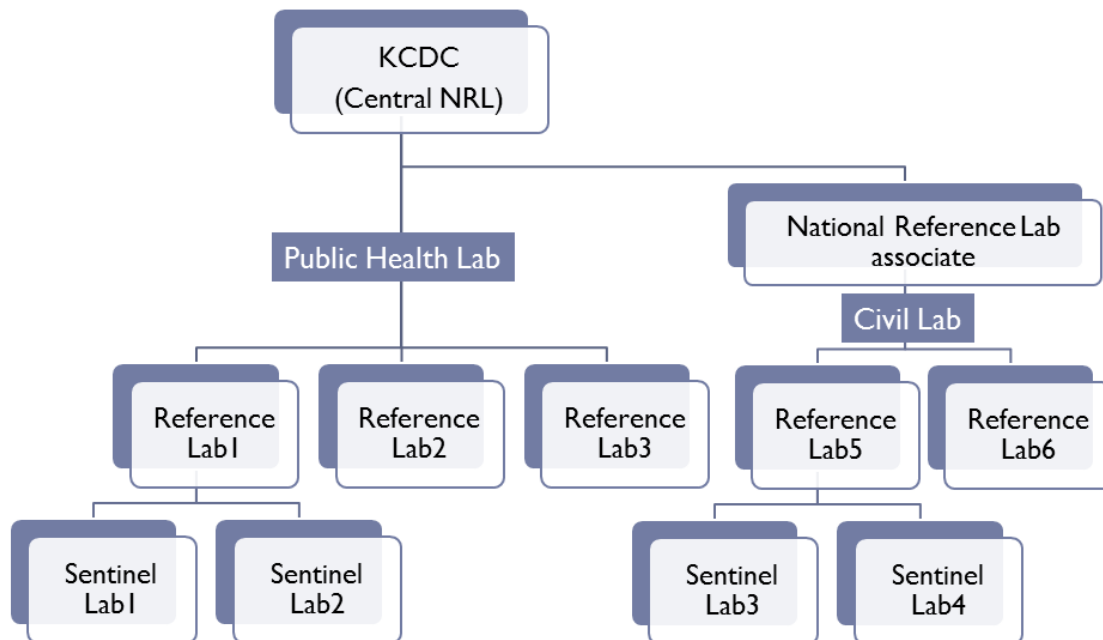 KCDC
(Central NRL)
National Reference Lab
associate
Public Health Lab
Civil Lab
Reference
Lab1
Reference
Lab2
Reference
Lab3
Reference
Lab5
Reference
Lab6
Sentinel
Lab1
Sentinel
Lab2
Sentinel
Lab3
Sentinel
Lab4